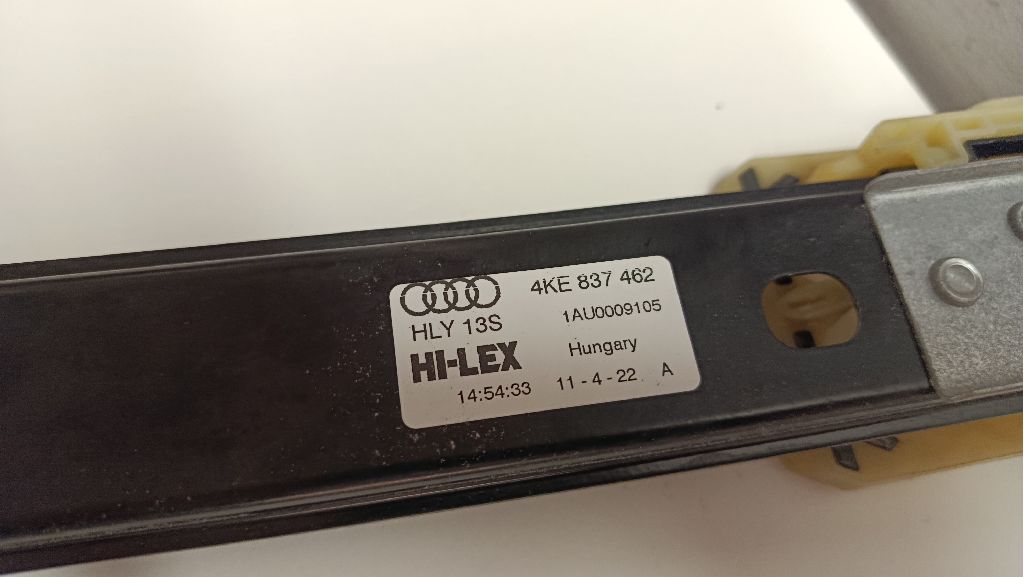 4KE 837 462
HLY 13S
1AU0009105
HI-LEX
Hungary
14:54:33 11-4-22 A